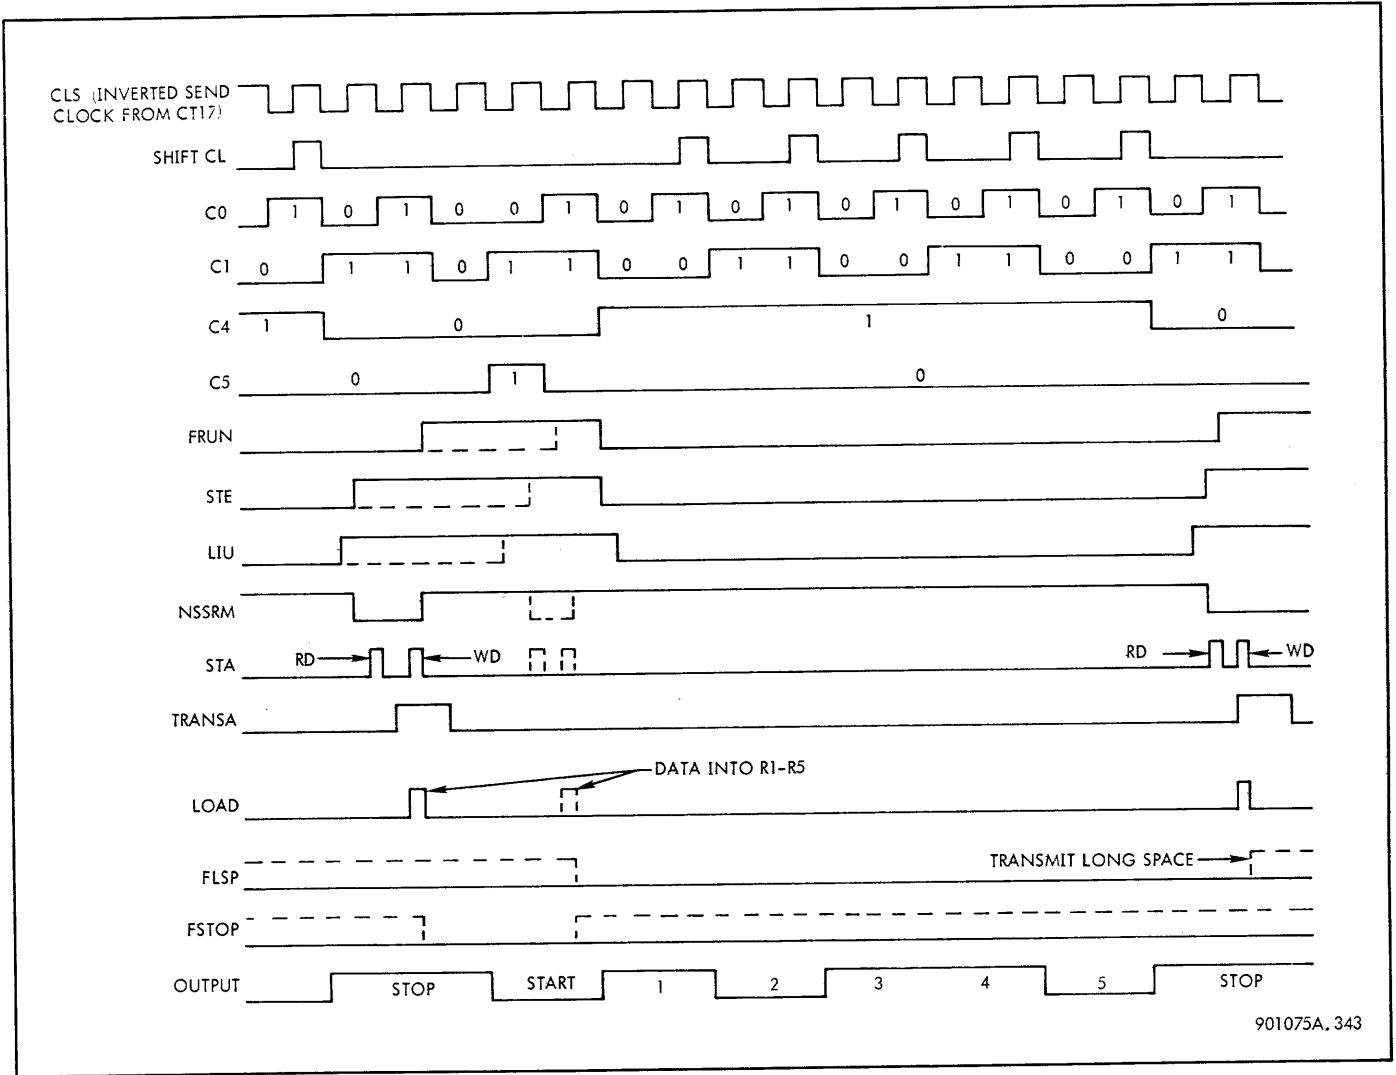 CLS (INVERTED SEND
CLOCK FROM CT17)
SHIFT CL
C0 1 0 1 0 0 1 0 1 0 1 0 1 0 1 0 1 0 1
C1 0 1 1 0 1 1 0 0 1 1 0 0 1 1 0 0 1 1
C4 1 0 1 0
C5 0 1 0
FRUN
STE
LIU
NSSRM
STA RD WD RD WD
TRANSA
DATA INTO R1-R5
LOAD
TRANSMIT LONG SPACE
FLSP
FSTOP
OUTPUT STOP START 1 2 3 4 5 STOP
901075A.343